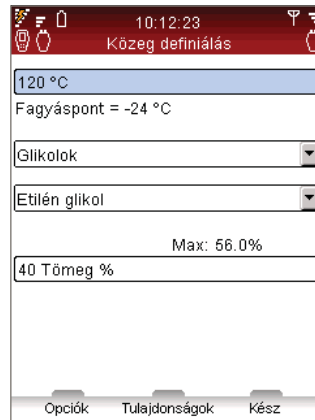 10:12:23
Közeg definiálás
120 °C
Fagyáspont = -24 °C
Glikolok
Etilén glikol
Max: 56.0%
40 Tömeg %
Opciók Tulajdonságok Kész